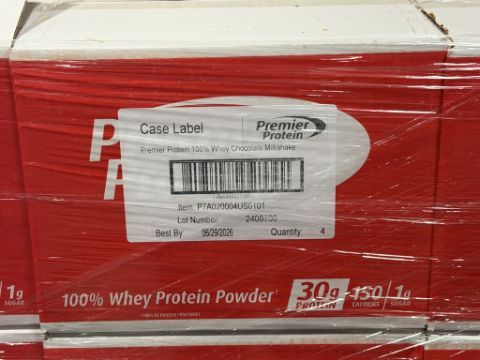 Case Label
Premier Protein
Premier Protein 100% Whey Chocolate Milkshake
Item: P7A020004US0101
Lot Number 2408700
Best By: 06/29/2026 Quantity: 4
P
P
100% Whey Protein Powder
30g PROTEIN 150 CALORIES 1g SUGAR
1g SUGAR